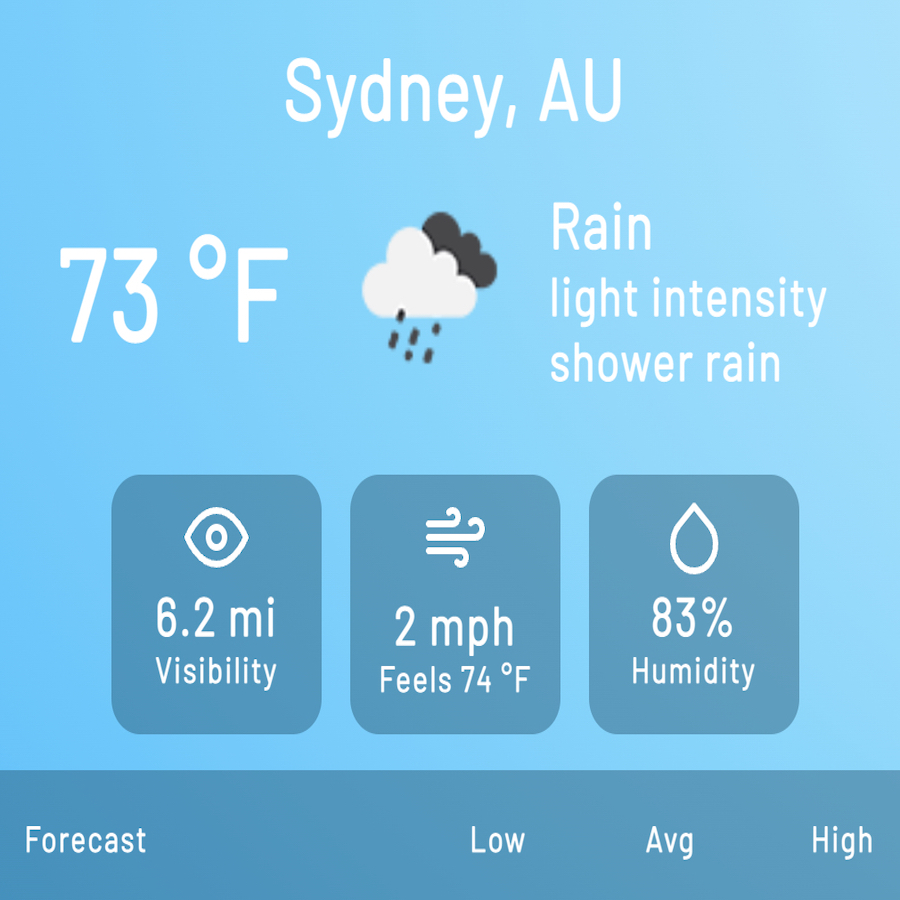 Sydney, AU
73 °F
Rain
light intensity
shower rain
6.2 mi
Visibility
2 mph
Feels 74 °F
83%
Humidity
Forecast Low Avg High